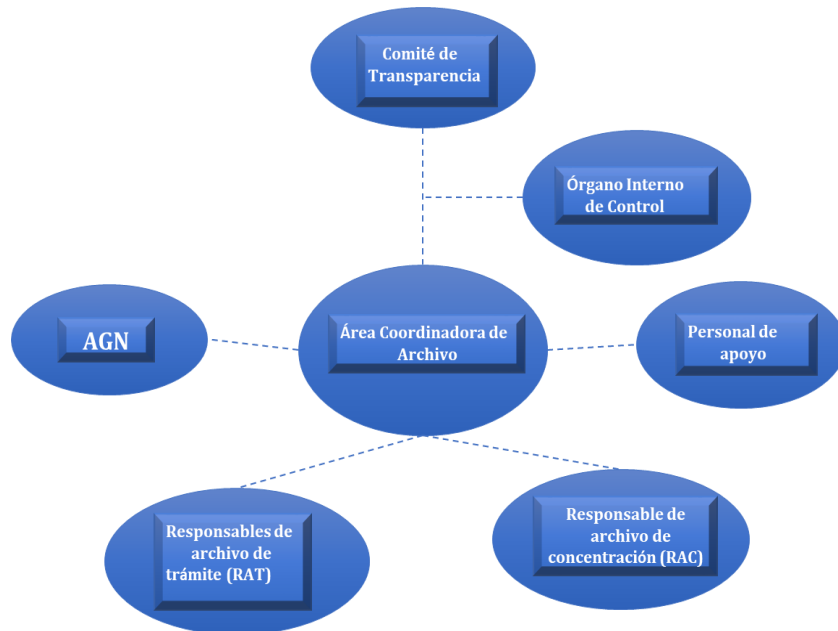 Comité de
Transparencia
Órgano Interno
de Control
AGN
Área Coordinadora de
Archivo
Personal de
apoyo
Responsables de
archivo de
trámite (RAT)
Responsable de
archivo de
concentración (RAC)